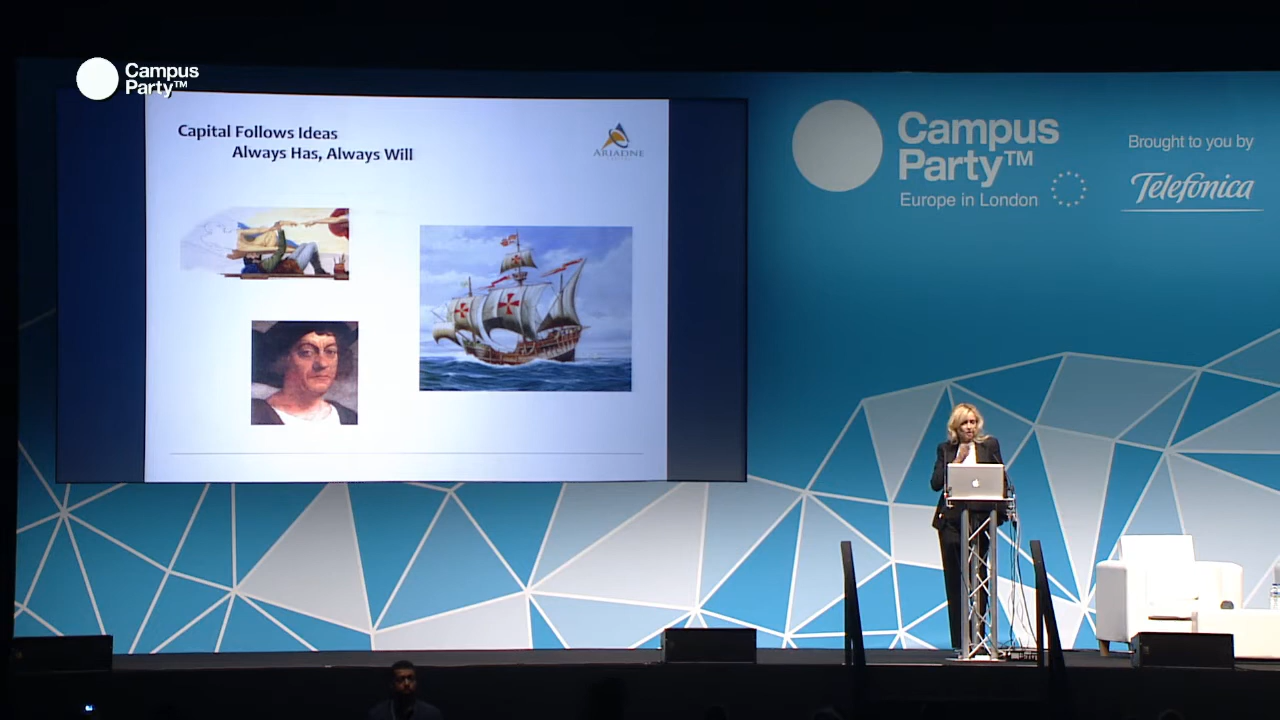 Campus
Party™
Capital Follows Ideas
Always Has, Always Will
ARIADNE
Campus
Party™
Europe in London
Brought to you by
Telefónica